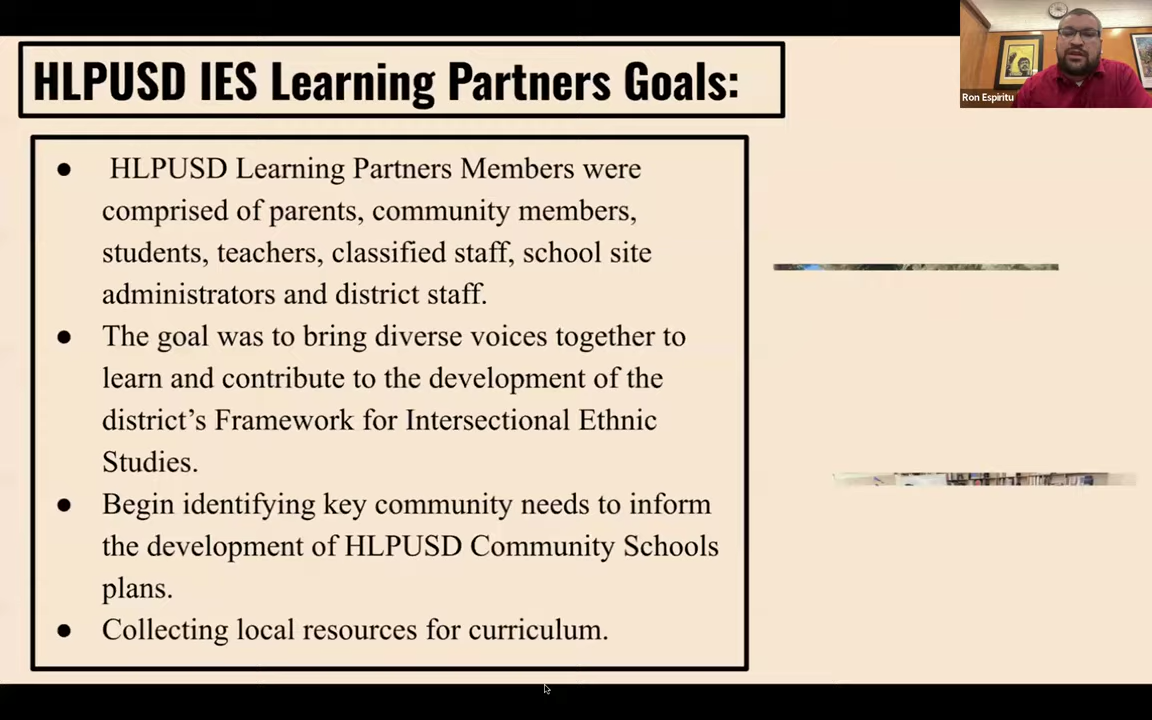 HLPUSD IES Learning Partners Goals:
Ron Espiritu
● HLPUSD Learning Partners Members were
comprised of parents, community members,
students, teachers, classified staff, school site
administrators and district staff.
● The goal was to bring diverse voices together to
learn and contribute to the development of the
district’s Framework for Intersectional Ethnic
Studies.
● Begin identifying key community needs to inform
the development of HLPUSD Community Schools
plans.
● Collecting local resources for curriculum.